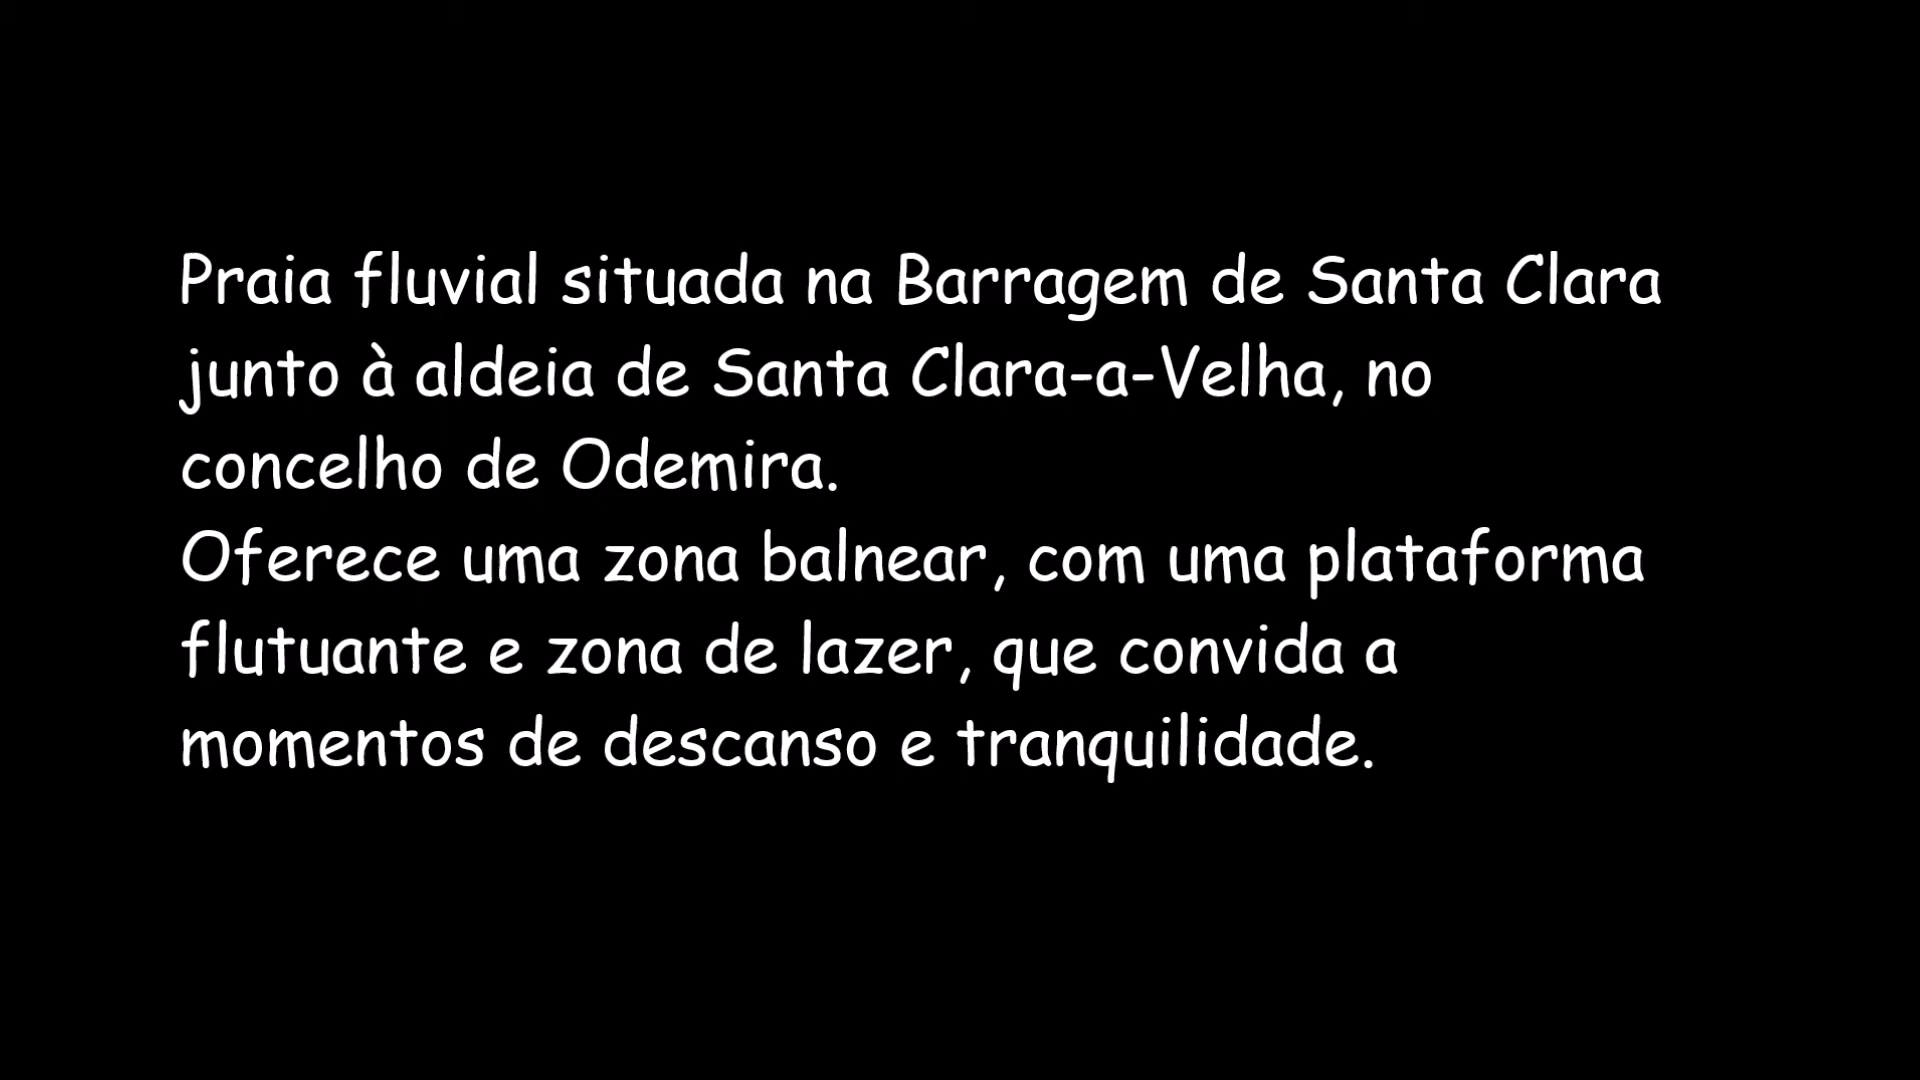 Praia fluvial situada na Barragem de Santa Clara
junto à aldeia de Santa Clara-a-Velha, no
concelho de Odemira.
Oferece uma zona balnear, com uma plataforma
flutuante e zona de lazer, que convida a
momentos de descanso e tranquilidade.